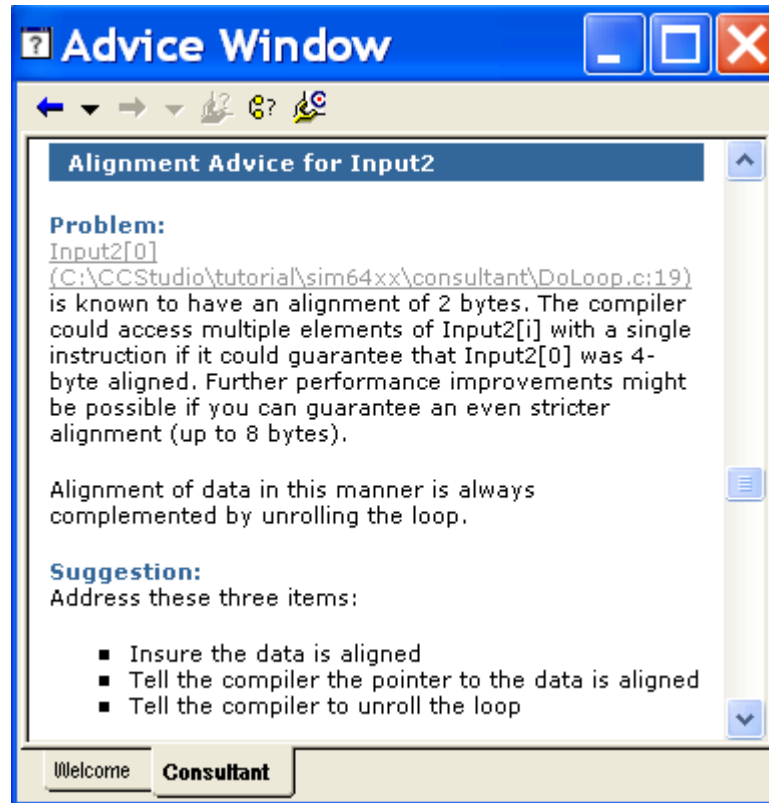 Advice Window
Alignment Advice for Input2
Problem:
Input2[0]
(C:\CCStudio\tutorial\sim64xx\consultant\DoLoop.c:19)
is known to have an alignment of 2 bytes. The compiler
could access multiple elements of Input2[i] with a single
instruction if it could guarantee that Input2[0] was 4-
byte aligned. Further performance improvements might
be possible if you can guarantee an even stricter
alignment (up to 8 bytes).
Alignment of data in this manner is always
complemented by unrolling the loop.
Suggestion:
Address these three items:
Insure the data is aligned
Tell the compiler the pointer to the data is aligned
Tell the compiler to unroll the loop
Welcome Consultant